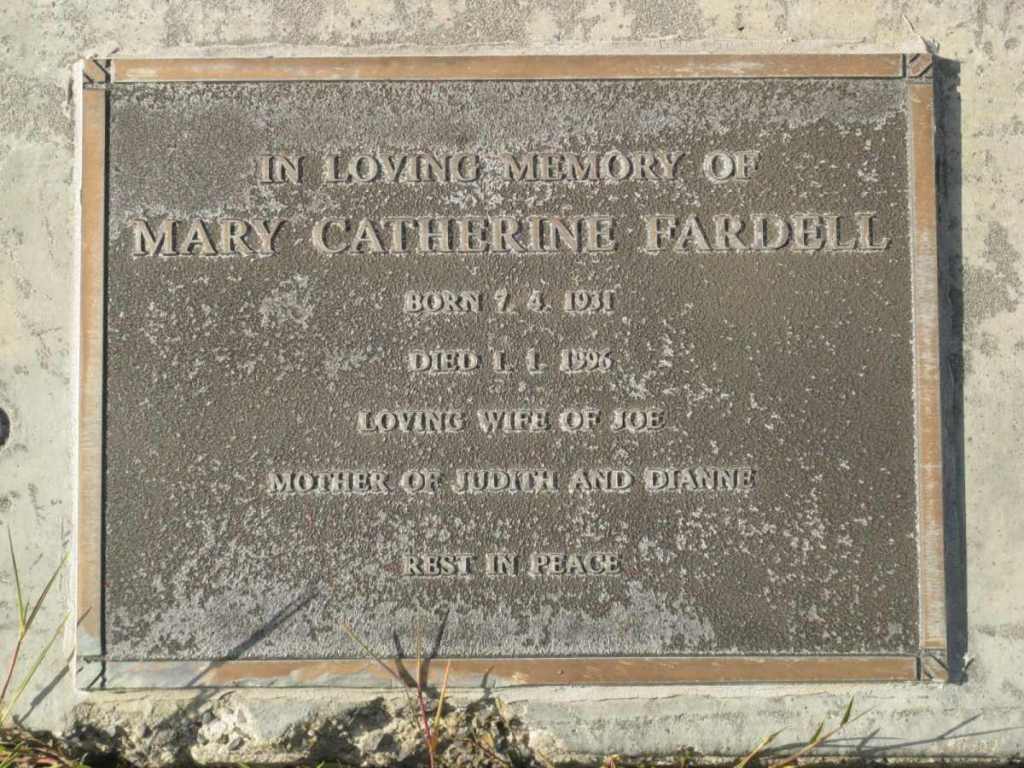 IN LOVING MEMORY OF
MARY CATHERINE FARDELL
BORN 7. 4. 1931
DIED 1. 1. 1996
LOVING WIFE OF JOE
MOTHER OF JUDITH AND DIANNE
REST IN PEACE